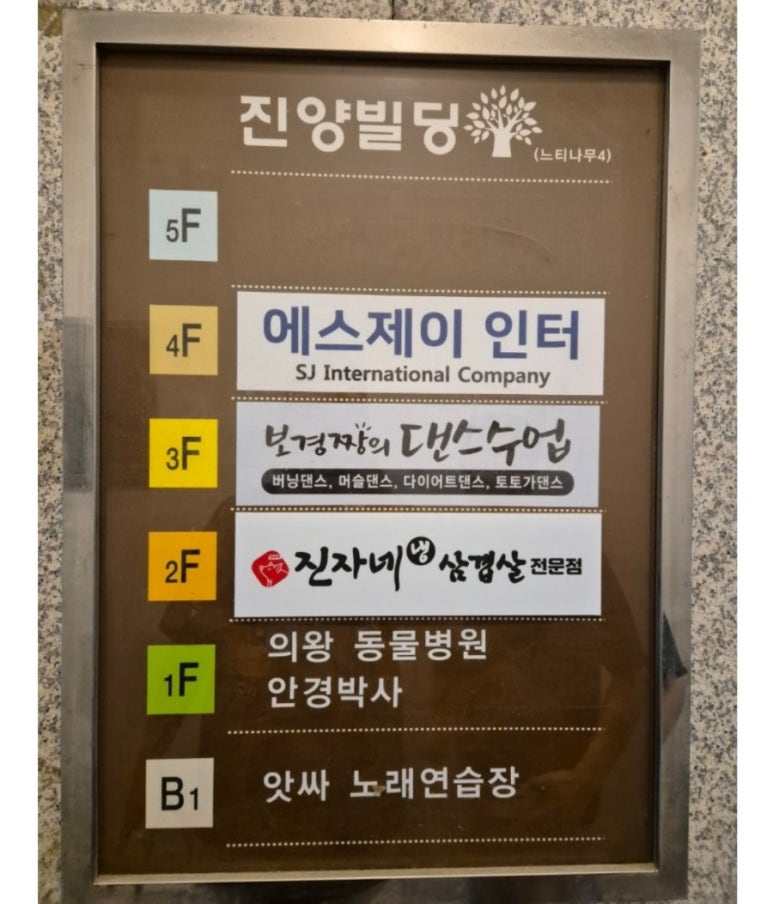 진양빌딩
(느티나무4)
5F
4F
에스제이 인터
SJ International Company
3F
보경짱의 댄스수업
버닝댄스, 머슬댄스, 다이어트댄스, 토토가댄스
2F
진자네 냉 삼겹살 전문점
1F
의왕 동물병원
안경박사
B1
앗싸 노래연습장